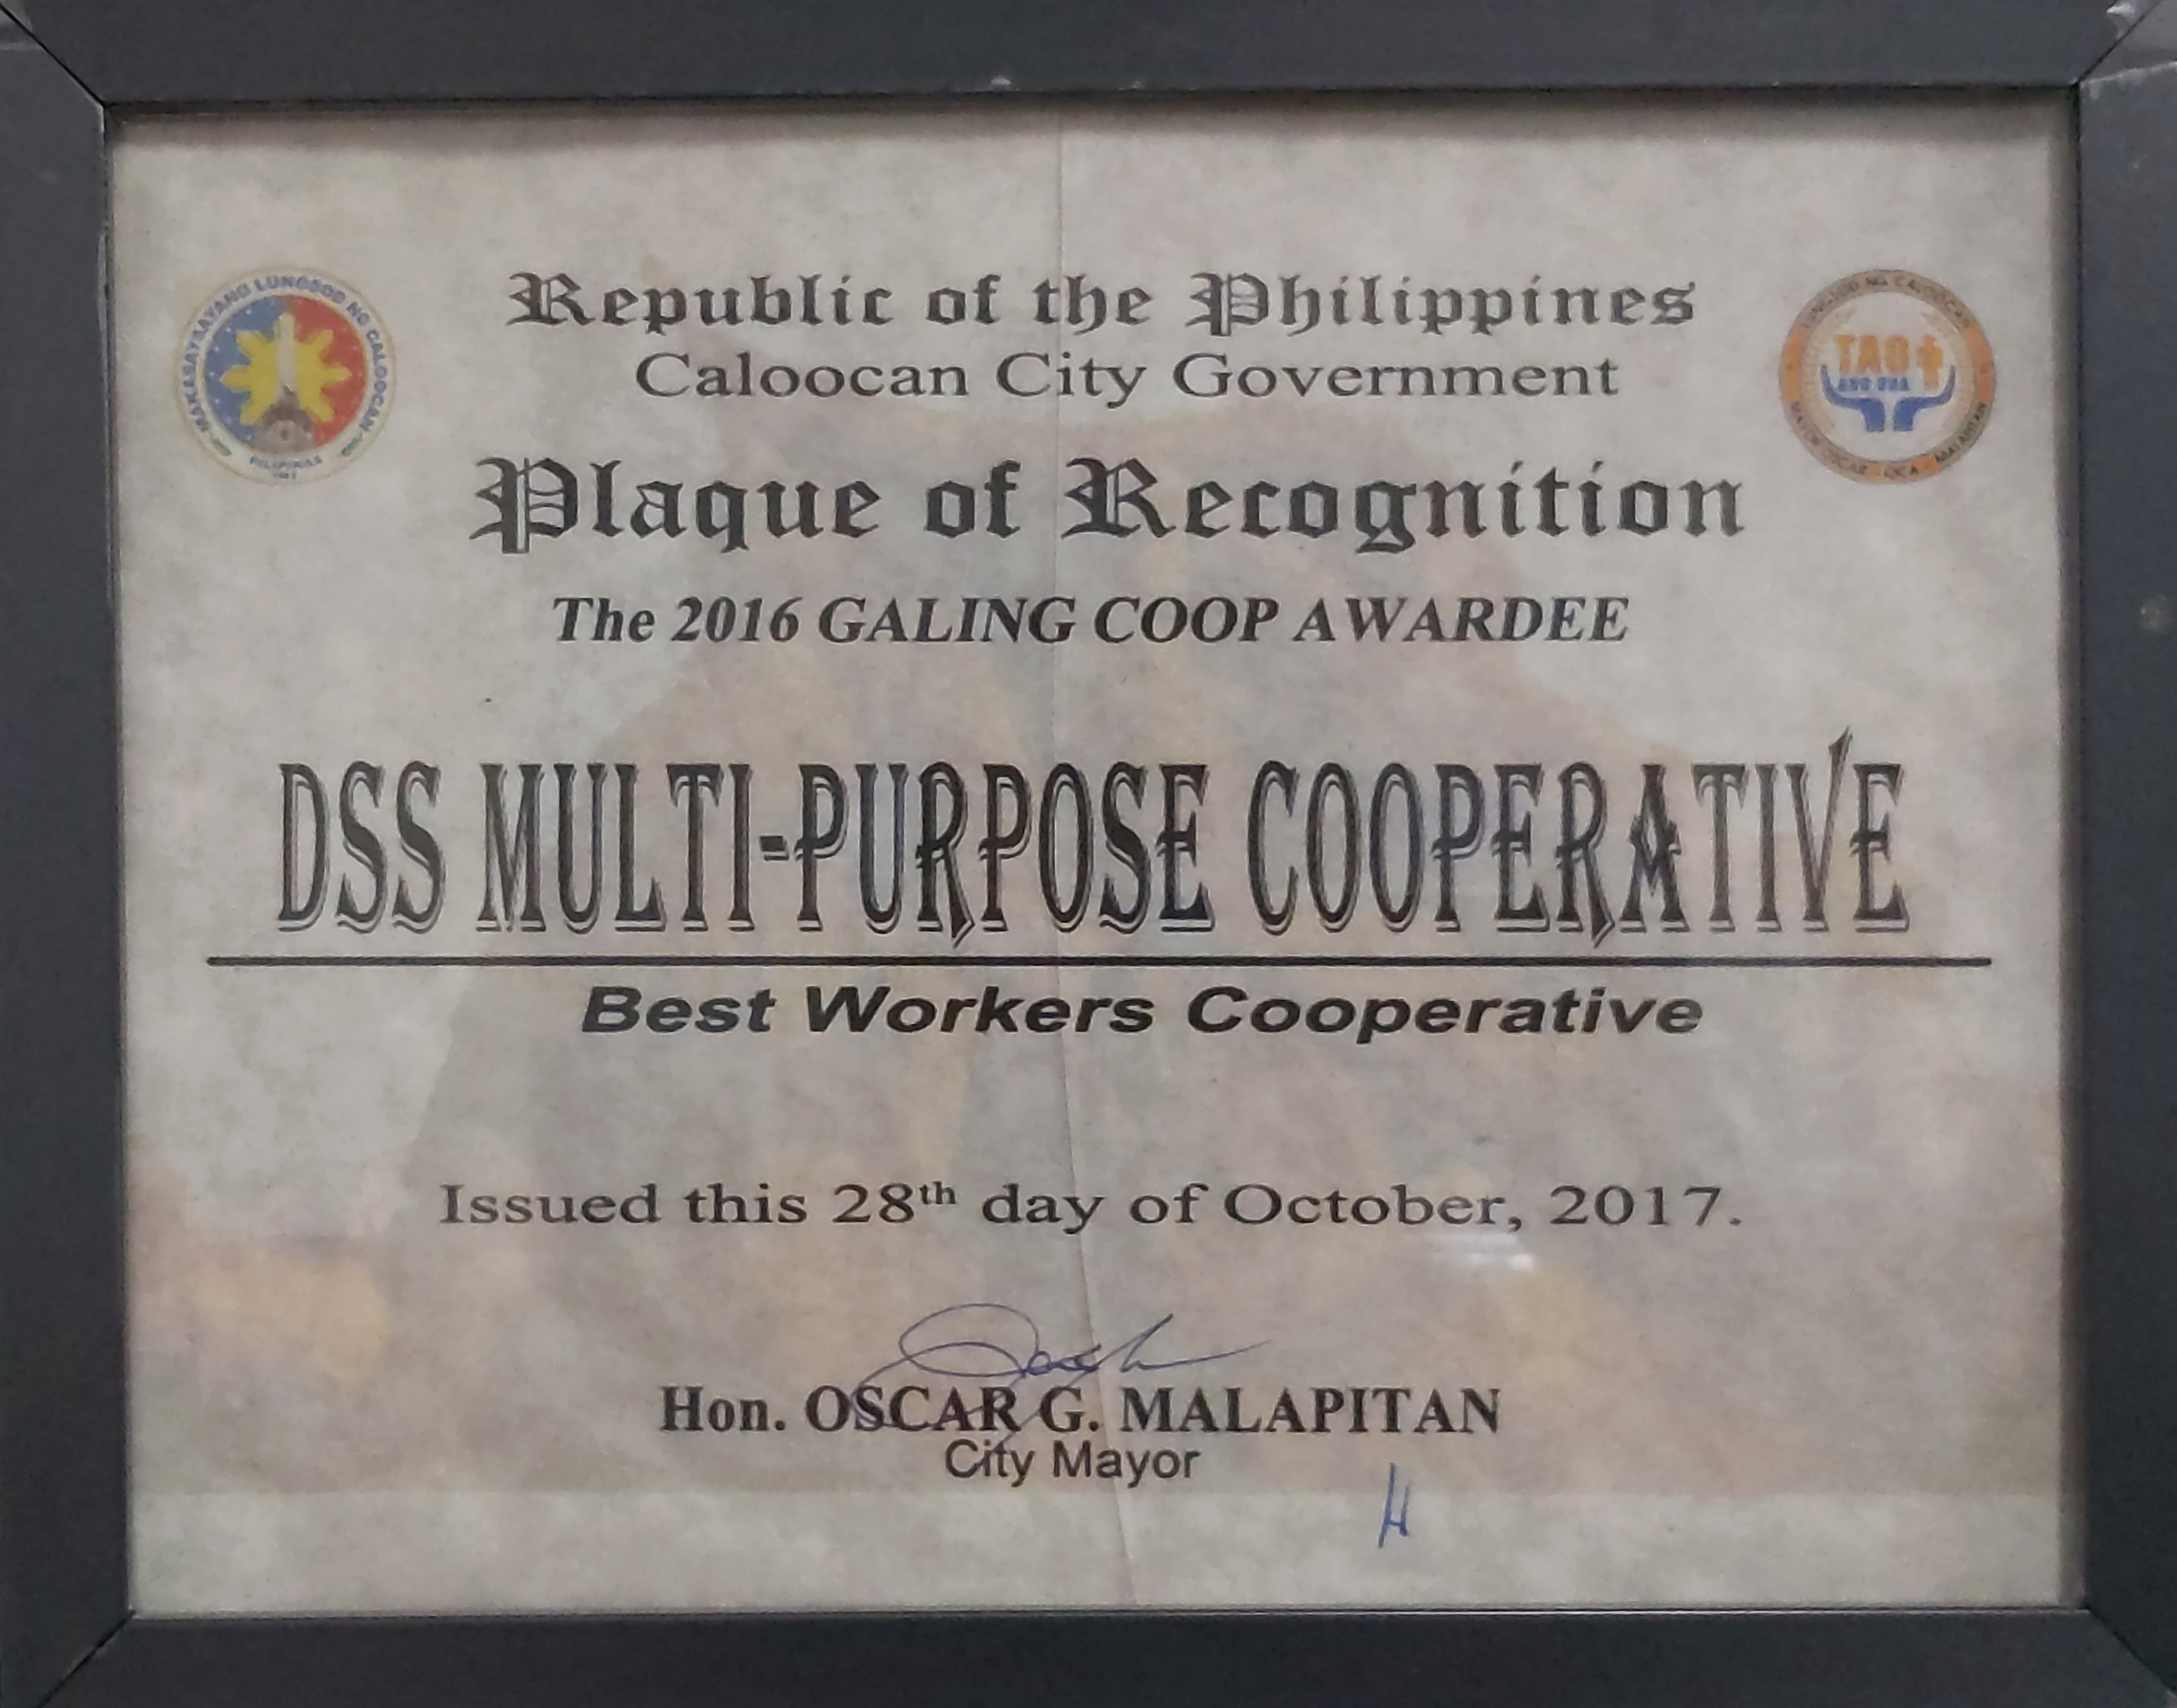 MAKASAYSAYANG LUNGSOD NG CALOOCAN
PILIPINAS
LUNGSOD NG CALOOCAN
TAO
ANG UNA
MAYOR OSCAR - OCA - MALAPITAN
Republic of the Philippines
Caloocan City Government
Plaque of Recognition
The 2016 GALING COOP AWARDEE
DSS MULTI-PURPOSE COOPERATIVE
Best Workers Cooperative
Issued this 28th day of October, 2017.
Hon. OSCAR G. MALAPITAN
City Mayor